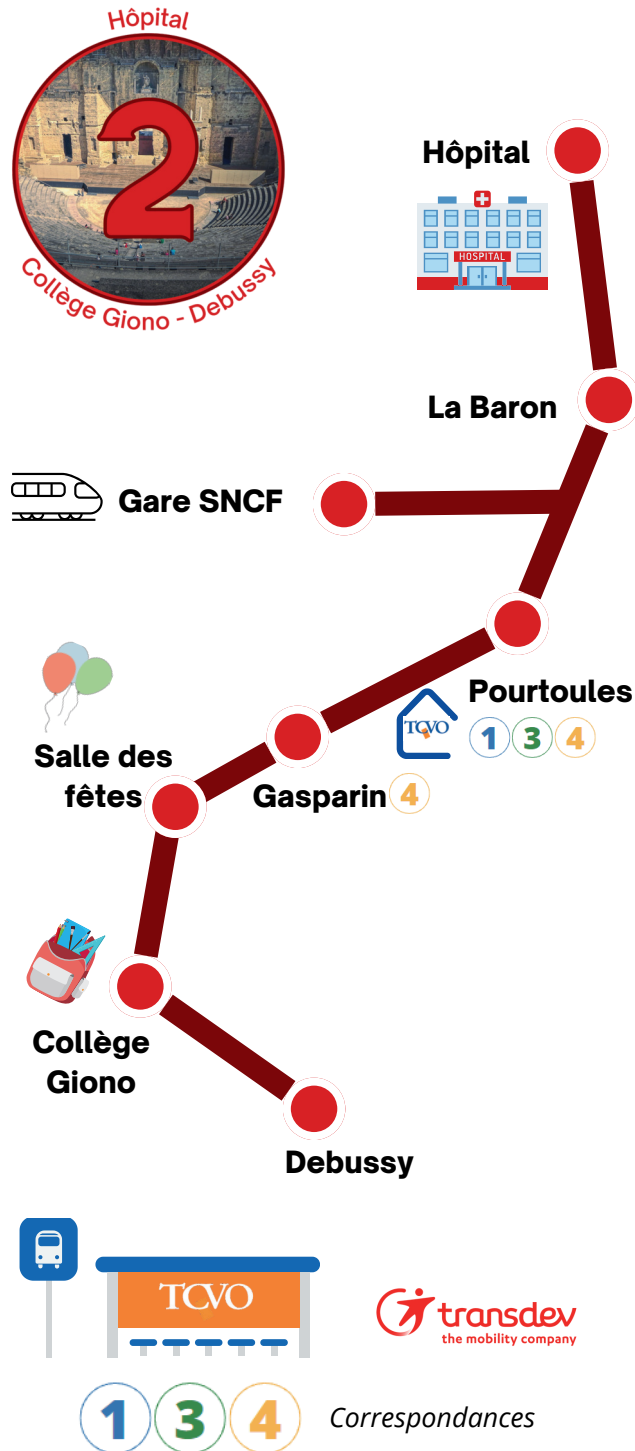 Hôpital
2
Collège Giono - Debussy
Hôpital
HOSPITAL
La Baron
Gare SNCF
Pourtoules
TCVO
1 3 4
Salle des
fêtes
Gasparin 4
Collège
Giono
Debussy
TCVO
transdev
the mobility company
1 3 4 Correspondances